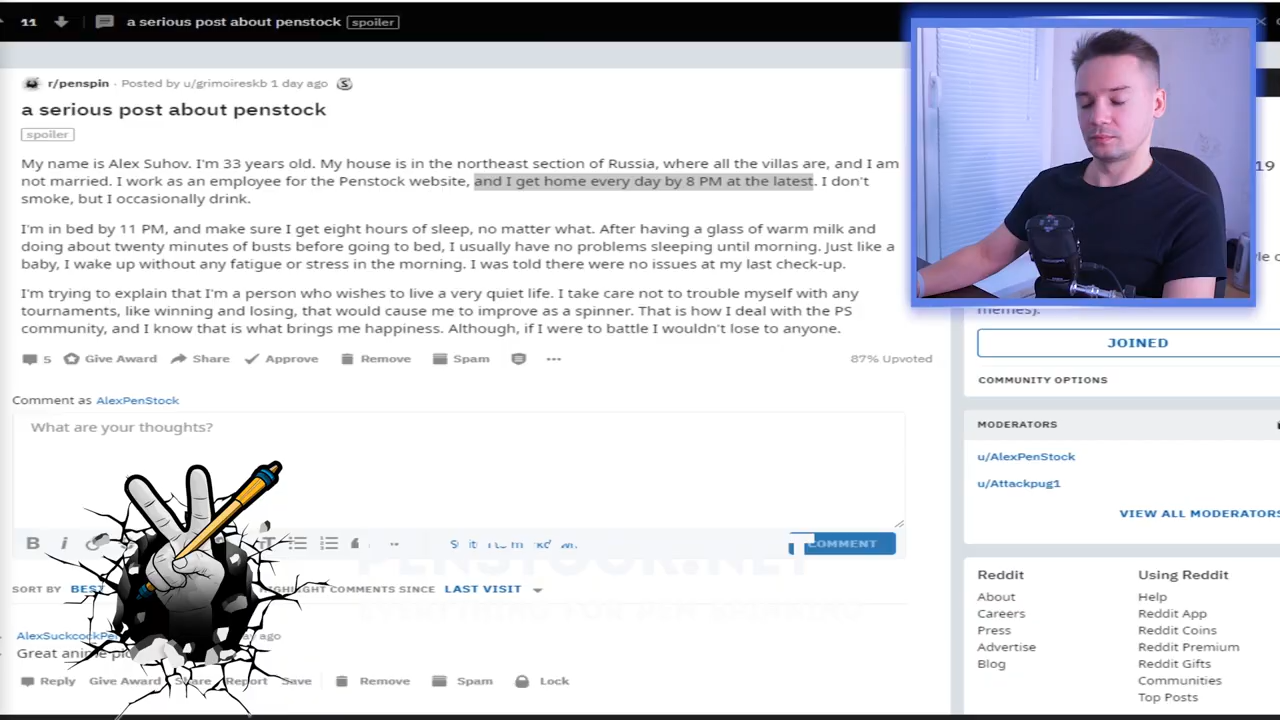 11 a serious post about penstock spoiler
r/penspin · Posted by u/grimoireskb 1 day ago
a serious post about penstock
spoiler
My name is Alex Suhov. I'm 33 years old. My house is in the northeast section of Russia, where all the villas are, and I am
not married. I work as an employee for the Penstock website, and I get home every day by 8 PM at the latest. I don't
smoke, but I occasionally drink.
I'm in bed by 11 PM, and make sure I get eight hours of sleep, no matter what. After having a glass of warm milk and
doing about twenty minutes of busts before going to bed, I usually have no problems sleeping until morning. Just like a
baby, I wake up without any fatigue or stress in the morning. I was told there were no issues at my last check-up.
I'm trying to explain that I'm a person who wishes to live a very quiet life. I take care not to trouble myself with any
tournaments, like winning and losing, that would cause me to improve as a spinner. That is how I deal with the PS
community, and I know that is what brings me happiness. Although, if I were to battle I wouldn't lose to anyone.
5 Give Award Share Approve Remove Spam ••• 87% Upvoted
Comment as AlexPenStock
What are your thoughts?
B i
COMMENT
SORT BY BEST HIGHLIGHT COMMENTS SINCE LAST VISIT
PENSTOCK.NET
ago
Great anime
Reply Give Award Share Report Save Remove Spam Lock
19
memes).
JOINED
COMMUNITY OPTIONS
MODERATORS
u/AlexPenStock
u/Attackpug1
VIEW ALL MODERATORS
Reddit Using Reddit
About Help
Careers Reddit App
Press Reddit Coins
Advertise Reddit Premium
Blog Reddit Gifts
Communities
Top Posts